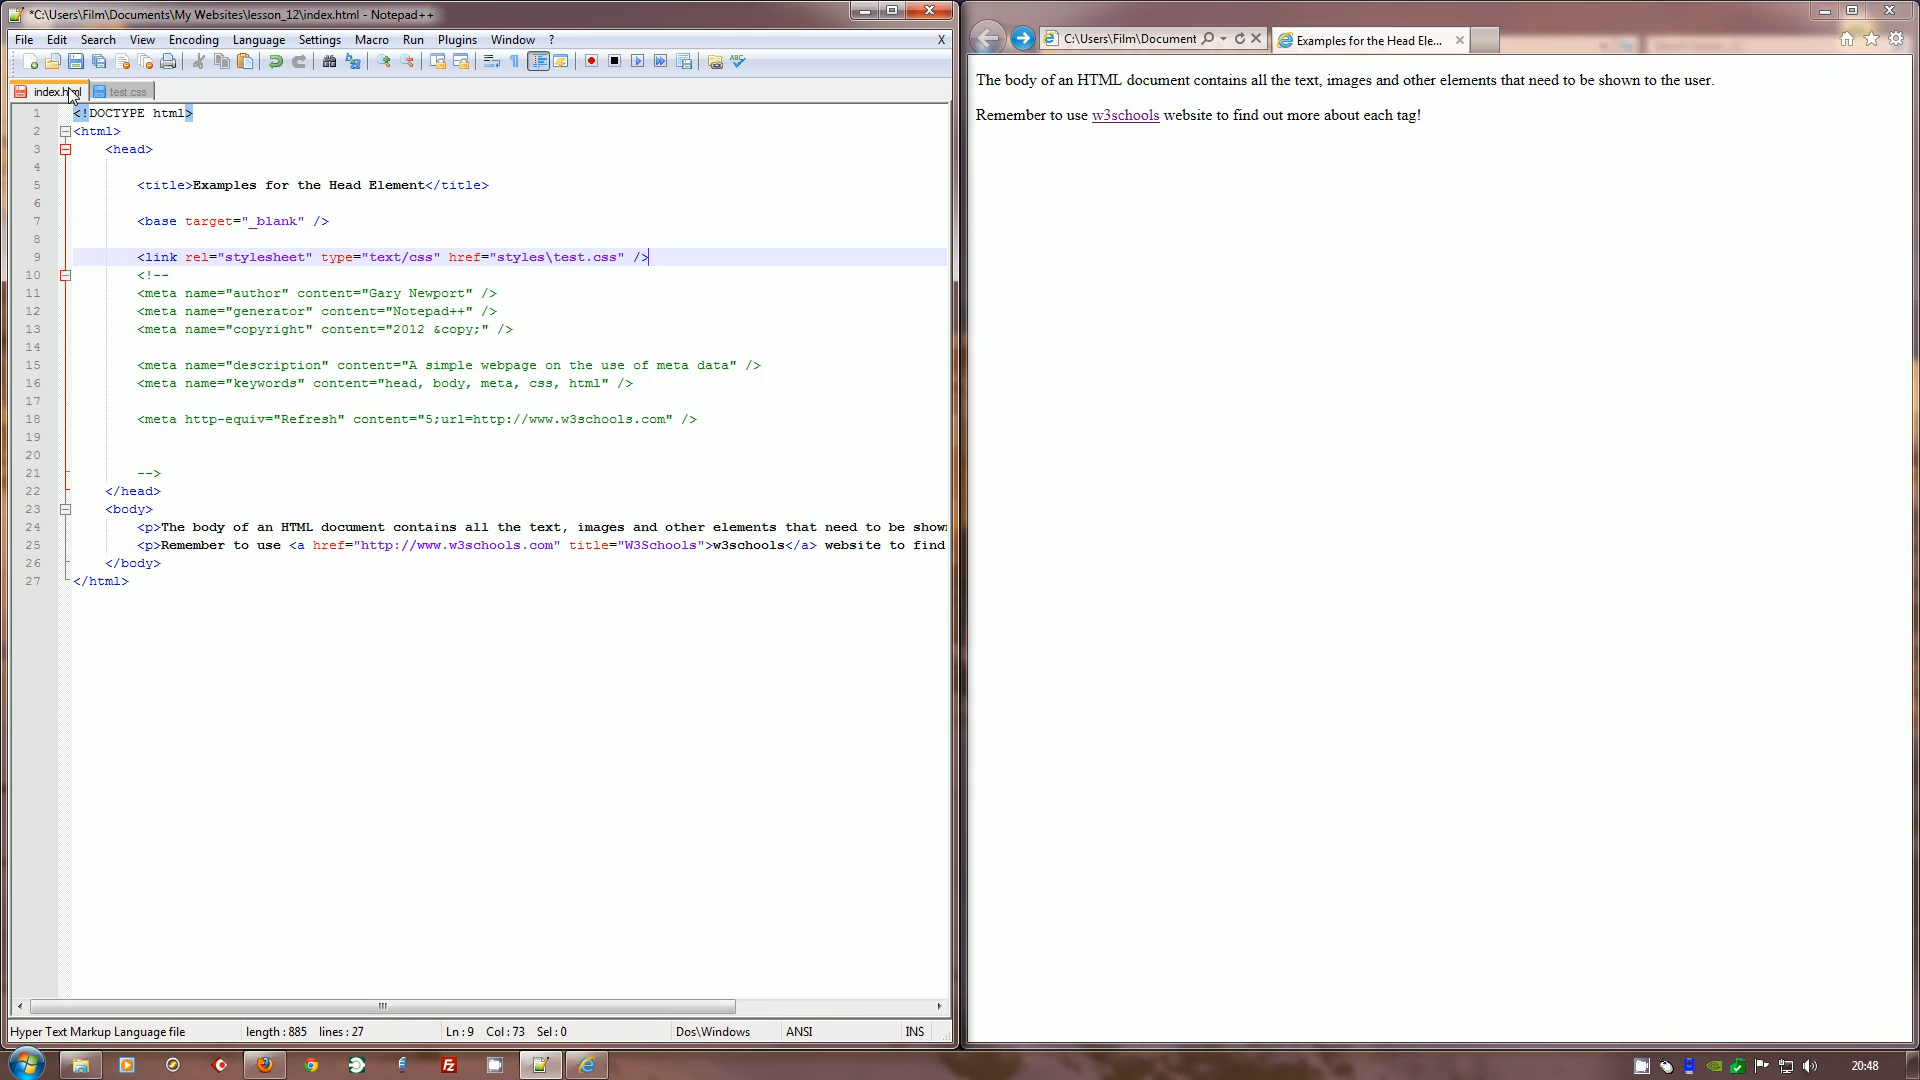 *C:\Users\Film\Documents\My Websites\lesson_12\index.html - Notepad++
File Edit Search View Encoding Language Settings Macro Run Plugins Window ? X
index.html test.css
1 <!DOCTYPE html>
2 <html>
3 <head>
4
5 <title>Examples for the Head Element</title>
6
7 <base target="_blank" />
8
9 <link rel="stylesheet" type="text/css" href="styles\test.css" />
10 <!--
11 <meta name="author" content="Gary Newport" />
12 <meta name="generator" content="Notepad++" />
13 <meta name="copyright" content="2012 &copy;" />
14
15 <meta name="description" content="A simple webpage on the use of meta data" />
16 <meta name="keywords" content="head, body, meta, css, html" />
17
18 <meta http-equiv="Refresh" content="5;url=http://www.w3schools.com" />
19
20
21 -->
22 </head>
23 <body>
24 <p>The body of an HTML document contains all the text, images and other elements that need to be show
25 <p>Remember to use <a href="http://www.w3schools.com" title="W3Schools">w3schools</a> website to find
26 </body>
27 </html>
Hyper Text Markup Language file length : 885 lines : 27 Ln : 9 Col : 73 Sel : 0 Dos\Windows ANSI INS
C:\Users\Film\Document Examples for the Head Ele...
The body of an HTML document contains all the text, images and other elements that need to be shown to the user.
Remember to use w3schools website to find out more about each tag!
20:48